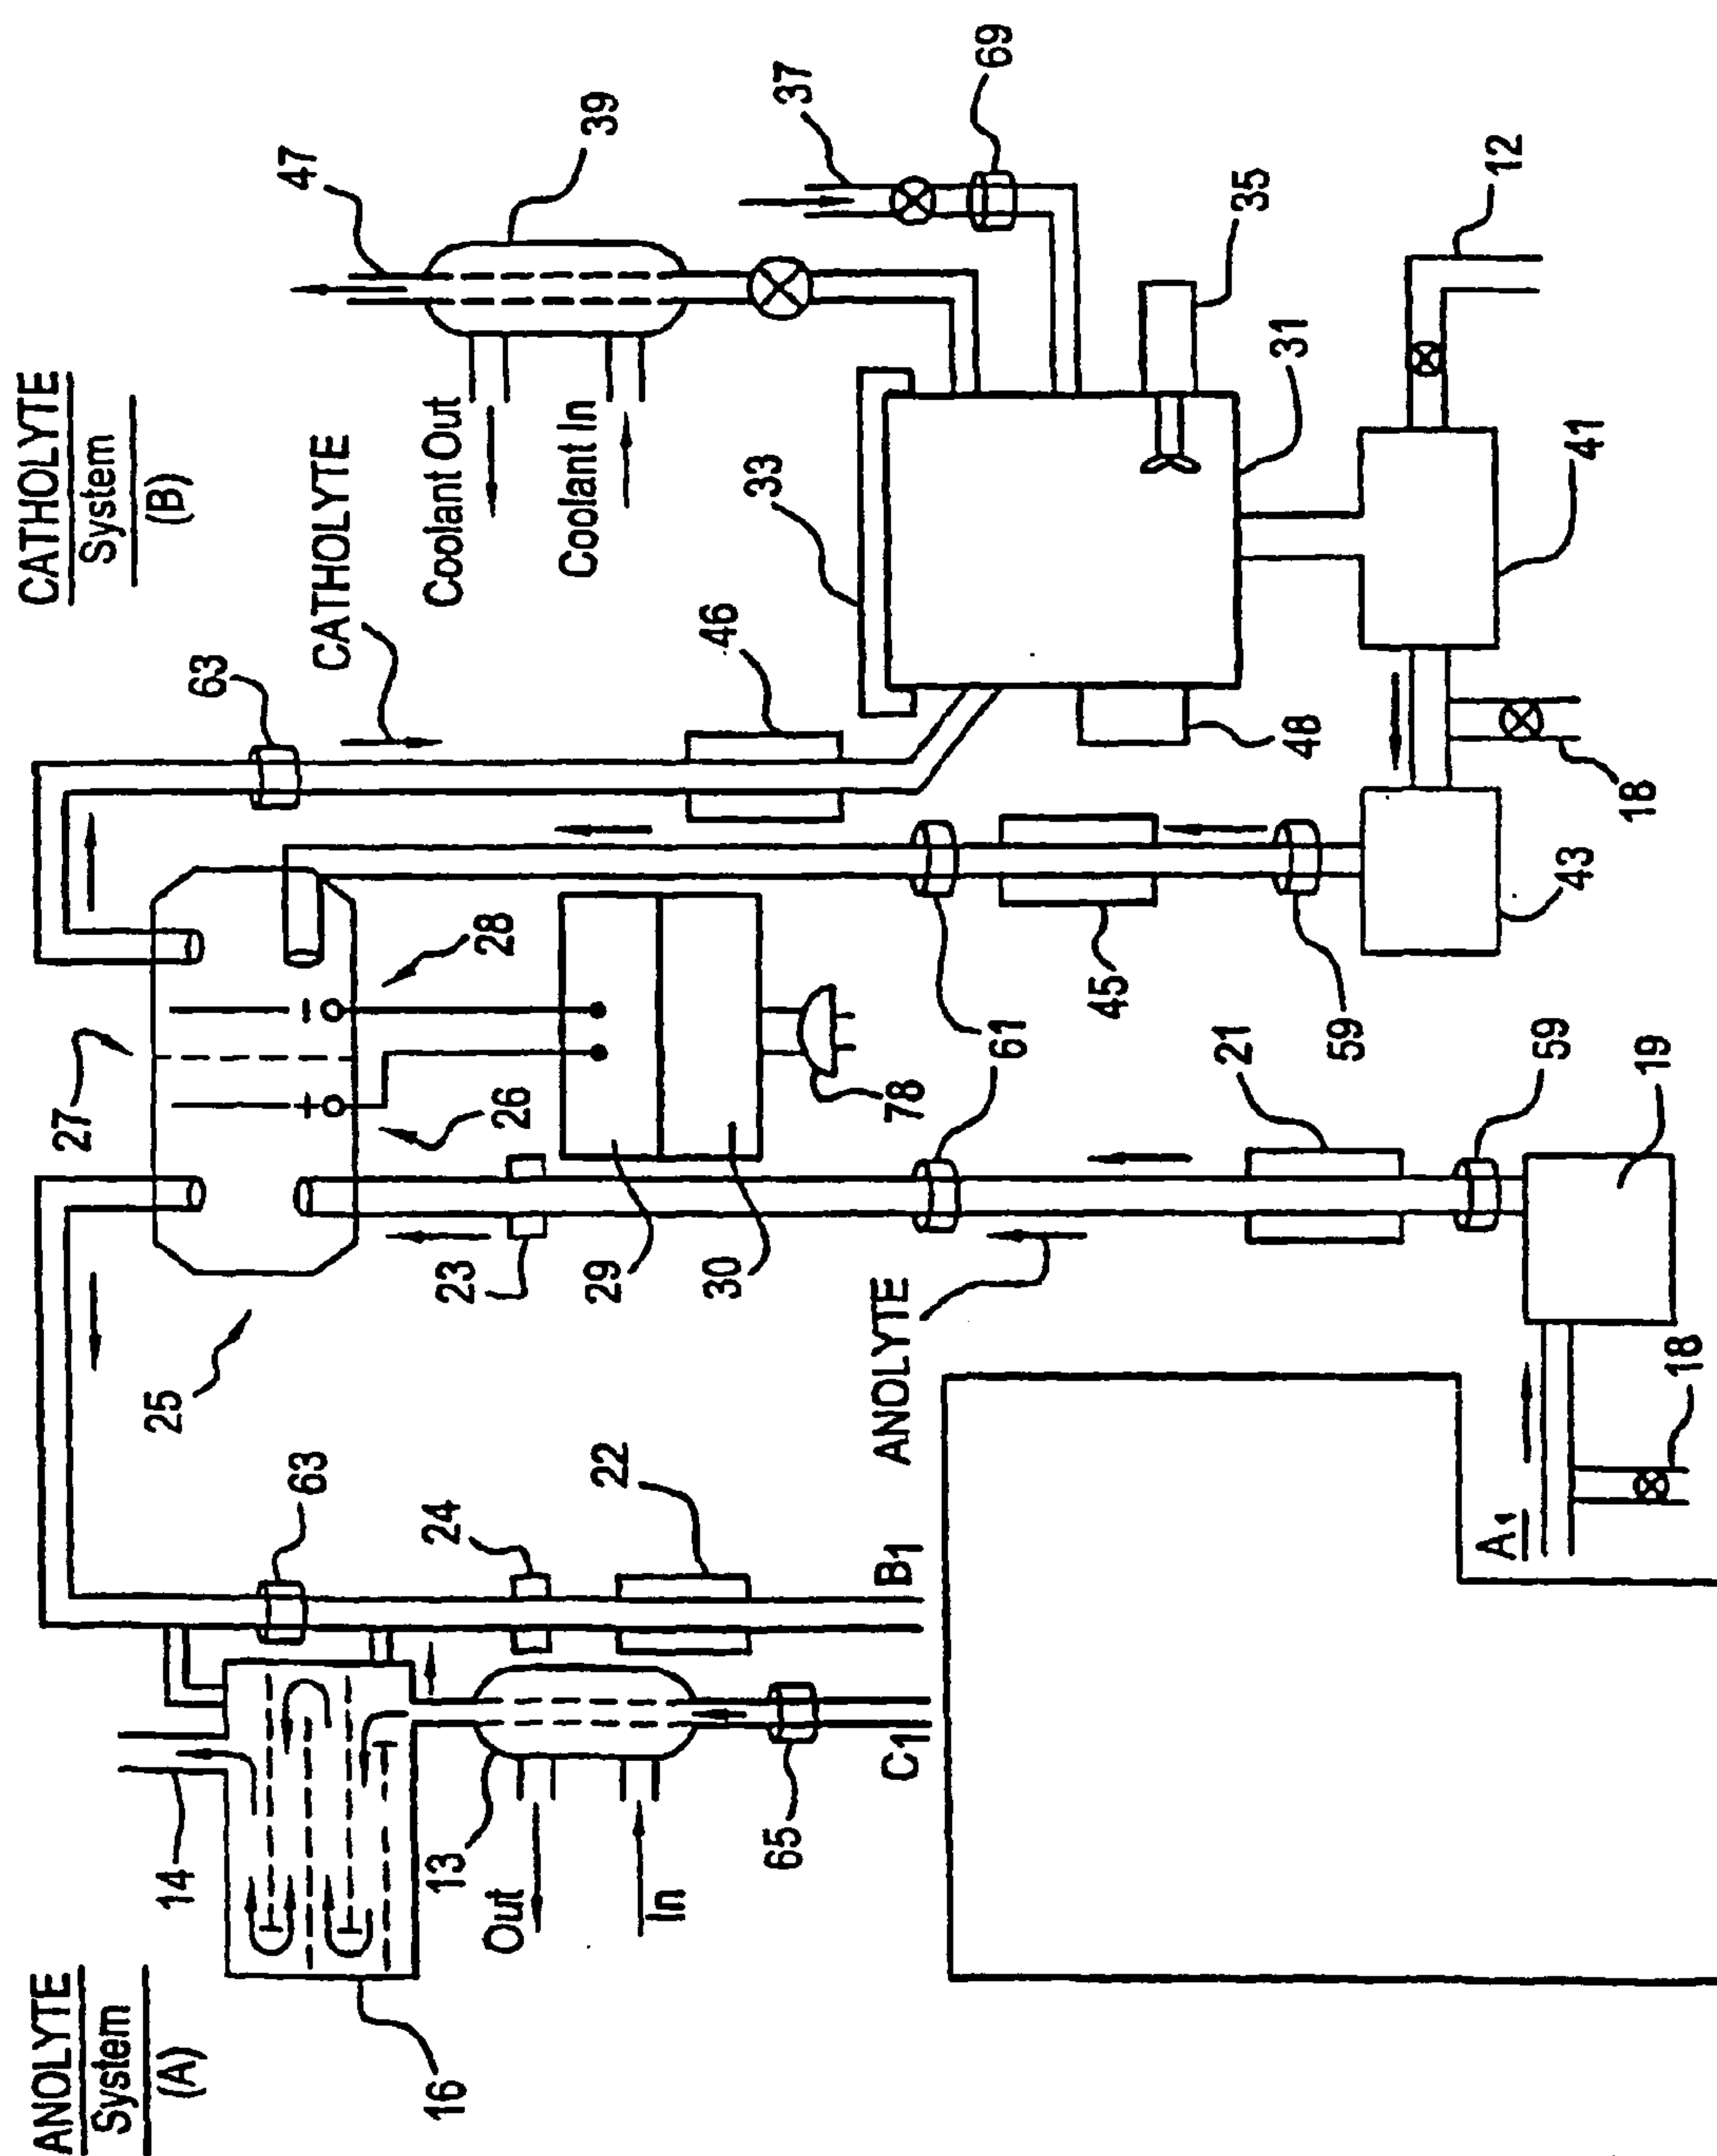 ANOLYTE
System
(A)
CATHOLYTE
System
(B)
16
14
13
Out
In
65
C1
B1
63
24
22
25
27
26
28
23
29
30
78
ANOLYTE
61
21
59
19
18
A1
63
CATHOLYTE
46
45
59
43
18
48
33
Coolant Out
Coolant In
47
39
37
69
35
31
12
41